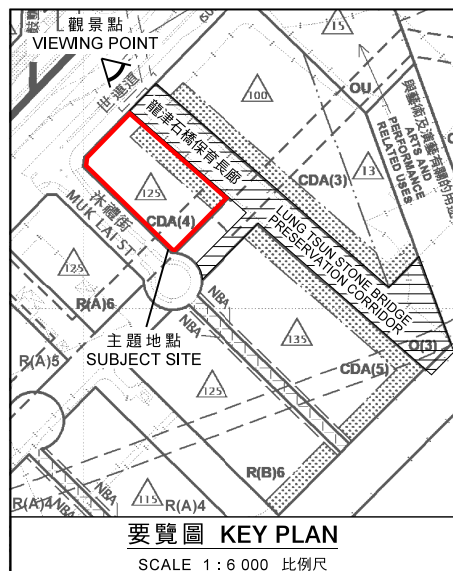 觀景點
VIEWING POINT
世運道
15
100
OU
與藝術及演藝有關的用途
ARTS AND
PERFORMANCE
RELATED USES
13
龍津石橋保育長廊
CDA(3)
125
CDA(4)
沐禮街
MUK LAI ST
LUNG TSUN STONE BRIDGE
PRESERVATION CORRIDOR
125
R(A)6
NBA
NBA
主題地點
SUBJECT SITE
135
O(3)
R(A)5
125
CDA(5)
NBA
NBA
R(B)6
R(A)4
NBA
115
R(A)4
要覽圖 KEY PLAN
SCALE 1 : 6 000 比例尺